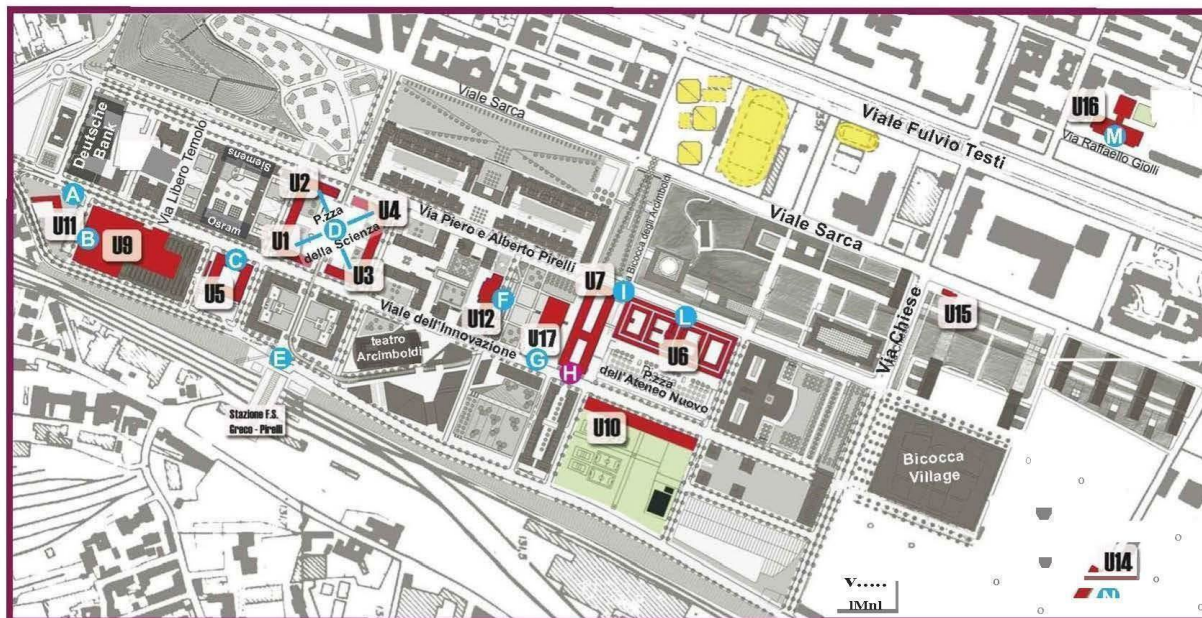 Viale Sarca
Viale Fulvio Testi
U16
M
Via Raffaello Giolli
Deutsche
Bank
Via Libero Temolo
Siemens
Osram
A
U11
B
U9
C
U5
U2
P.zza
U4
D
U1
della Scienza
U3
Via Piero e Alberto Pirelli
Viale Sarca
Bicocca degli Arcimboldi
U7
I
F
U12
U17
L
U6
U15
Via Chiese
Viale dell'Innovazione
teatro
Arcimboldi
G
H
P.zza
dell'Ateneo Nuovo
E
Stazione F.S.
Greco - Pirelli
U10
Bicocca
Village
U14
N
v.....
lMnl